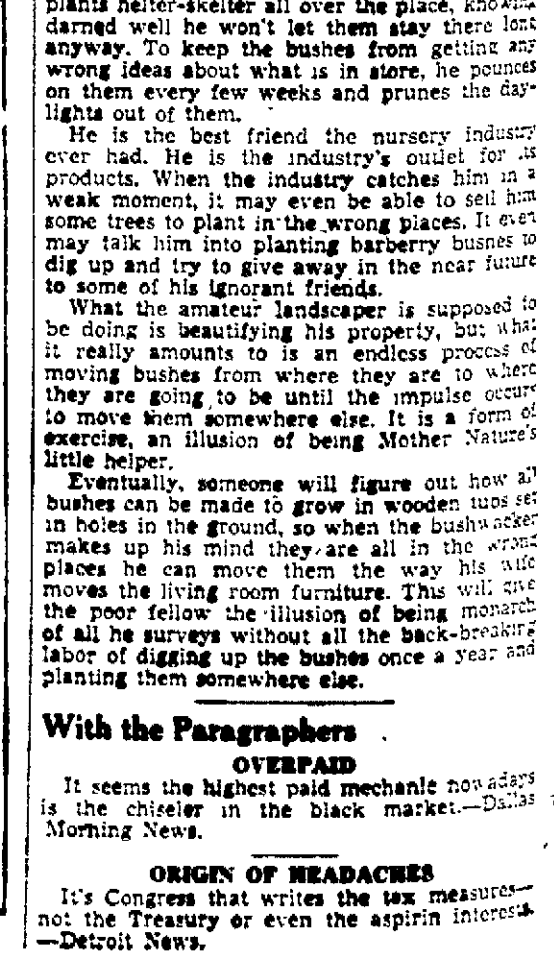 plants helter-skelter all over the place, knowing
darned well he won't let them stay there long
anyway. To keep the bushes from getting any
wrong ideas about what is in store, he pounces
on them every few weeks and prunes the day-
lights out of them.
He is the best friend the nursery industry
ever had. He is the industry's outlet for its
products. When the industry catches him in a
weak moment, it may even be able to sell him
some trees to plant in the wrong places. It even
may talk him into planting barberry bushes to
dig up and try to give away in the near future
to some of his ignorant friends.
What the amateur landscaper is supposed to
be doing is beautifying his property, but what
it really amounts to is an endless process of
moving bushes from where they are to where
they are going to be until the impulse occurs
to move them somewhere else. It is a form of
exercise, an illusion of being Mother Nature's
little helper.
Eventually, someone will figure out how all
bushes can be made to grow in wooden tubs set
in holes in the ground, so when the bushwacker
makes up his mind they are all in the wrong
places he can move them the way his wife
moves the living room furniture. This will give
the poor fellow the illusion of being monarch
of all he surveys without all the back-breaking
labor of digging up the bushes once a year and
planting them somewhere else.
With the Paragraphers
OVERPAID
It seems the highest paid mechanic nowadays
is the chiseler in the black market.—Dallas
Morning News.
ORIGIN OF HEADACHES
It's Congress that writes the tax measures—
not the Treasury or even the aspirin interests.
—Detroit News.